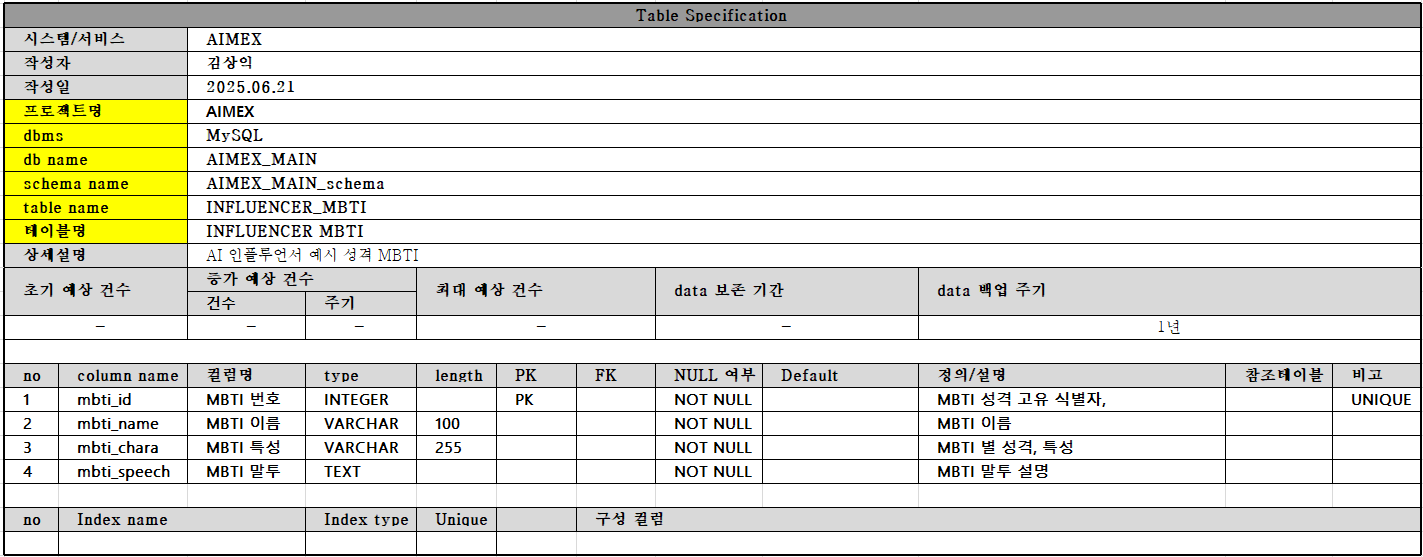 Table Specification
시스템/서비스 AIMEX
작성자 김상익
작성일 2025.06.21
프로젝트명 AIMEX
dbms MySQL
db name AIMEX_MAIN
schema name AIMEX_MAIN_schema
table name INFLUENCER_MBTI
테이블명 INFLUENCER MBTI
상세설명 AI 인플루언서 예시 성격 MBTI
초기 예상 건수 증가 예상 건수 최대 예상 건수 data 보존 기간 data 백업 주기
건수 주기
– – – – – 1년
no column name 컬럼명 type length PK FK NULL 여부 Default 정의/설명 참조테이블 비고
1 mbti_id MBTI 번호 INTEGER PK NOT NULL MBTI 성격 고유 식별자, UNIQUE
2 mbti_name MBTI 이름 VARCHAR 100 NOT NULL MBTI 이름
3 mbti_chara MBTI 특성 VARCHAR 255 NOT NULL MBTI 별 성격, 특성
4 mbti_speech MBTI 말투 TEXT NOT NULL MBTI 말투 설명
no Index name Index type Unique 구성 컬럼